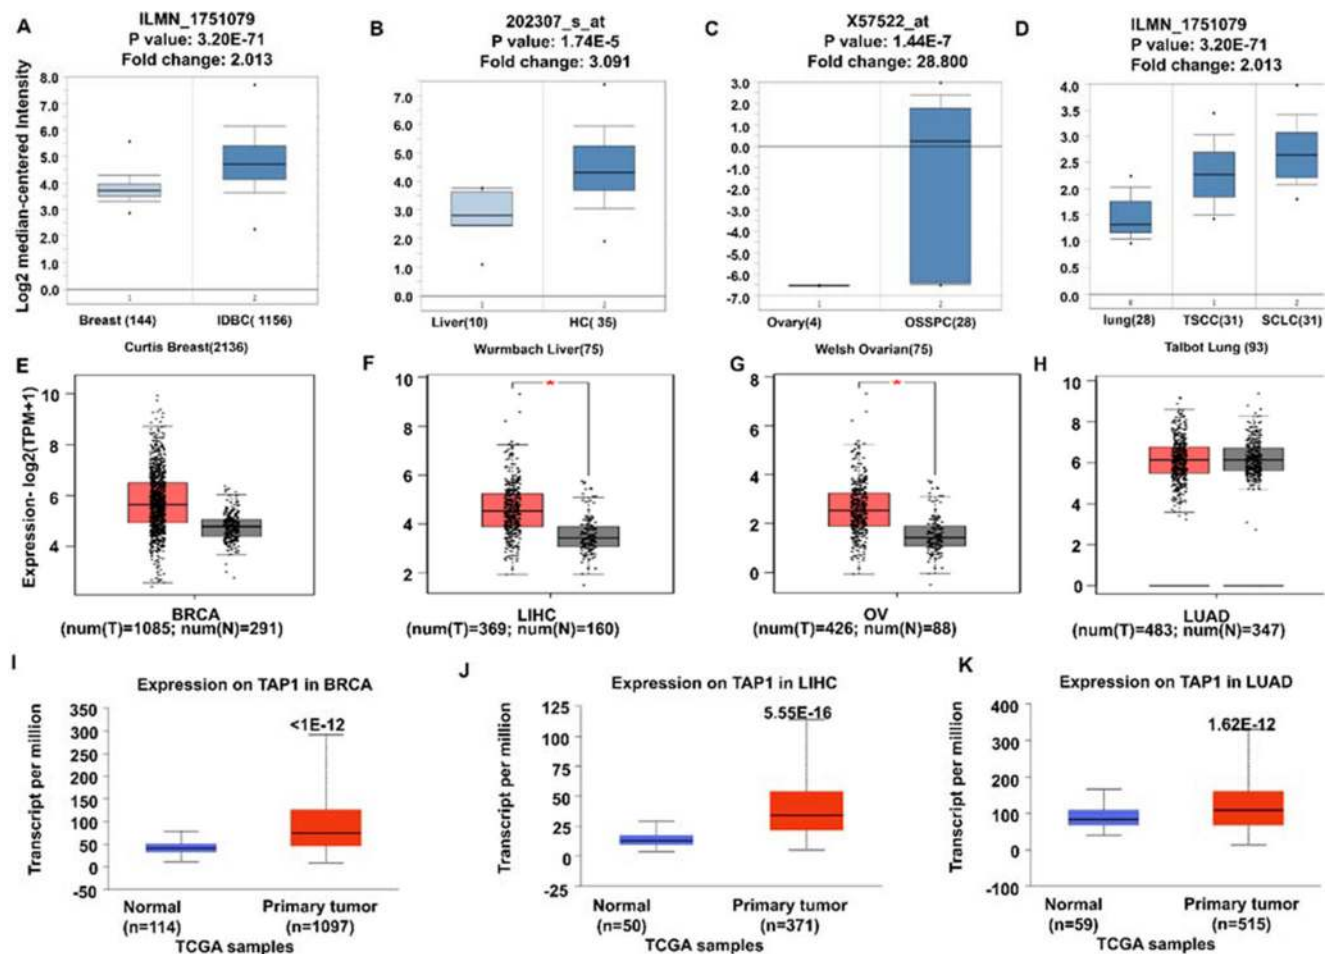 A
ILMN_1751079
P value: 3.20E-71
Fold change: 2.013
Log2 median-centered Intensity
8.0
7.0
6.0
5.0
4.0
3.0
2.0
1.0
0.0
1
2
Breast (144)
IDBC( 1156)
Curtis Breast(2136)
B
202307_s_at
P value: 1.74E-5
Fold change: 3.091
7.0
6.0
5.0
4.0
3.0
2.0
1.0
0.0
1
2
Liver(10)
HC( 35)
Wurmbach Liver(75)
C
X57522_at
P value: 1.44E-7
Fold change: 28.800
3.0
2.0
1.0
0.0
-1.0
-2.0
-3.0
-4.0
-5.0
-6.0
-7.0
1
2
Ovary(4)
OSSPC(28)
Welsh Ovarian(75)
D
ILMN_1751079
P value: 3.20E-71
Fold change: 2.013
4.0
3.5
3.0
2.5
2.0
1.5
1.0
0.5
0.0
0
1
2
lung(28)
TSCC(31)
SCLC(31)
Talbot Lung (93)
E
Expression- log2(TPM+1)
10
8
6
4
BRCA
(num(T)=1085; num(N)=291)
F
10
8
6
4
2
*
LIHC
(num(T)=369; num(N)=160)
G
8
6
4
2
0
*
OV
(num(T)=426; num(N)=88)
H
10
8
6
4
2
0
LUAD
(num(T)=483; num(N)=347)
I
Expression on TAP1 in BRCA
Transcript per million
350
300
250
200
150
100
50
0
-50
<1E-12
Normal
(n=114)
Primary tumor
(n=1097)
TCGA samples
J
Expression on TAP1 in LIHC
Transcript per million
125
100
75
50
25
0
-25
5.55E-16
Normal
(n=50)
Primary tumor
(n=371)
TCGA samples
K
Expression on TAP1 in LUAD
Transcript per million
400
300
200
100
0
-100
1.62E-12
Normal
(n=59)
Primary tumor
(n=515)
TCGA samples